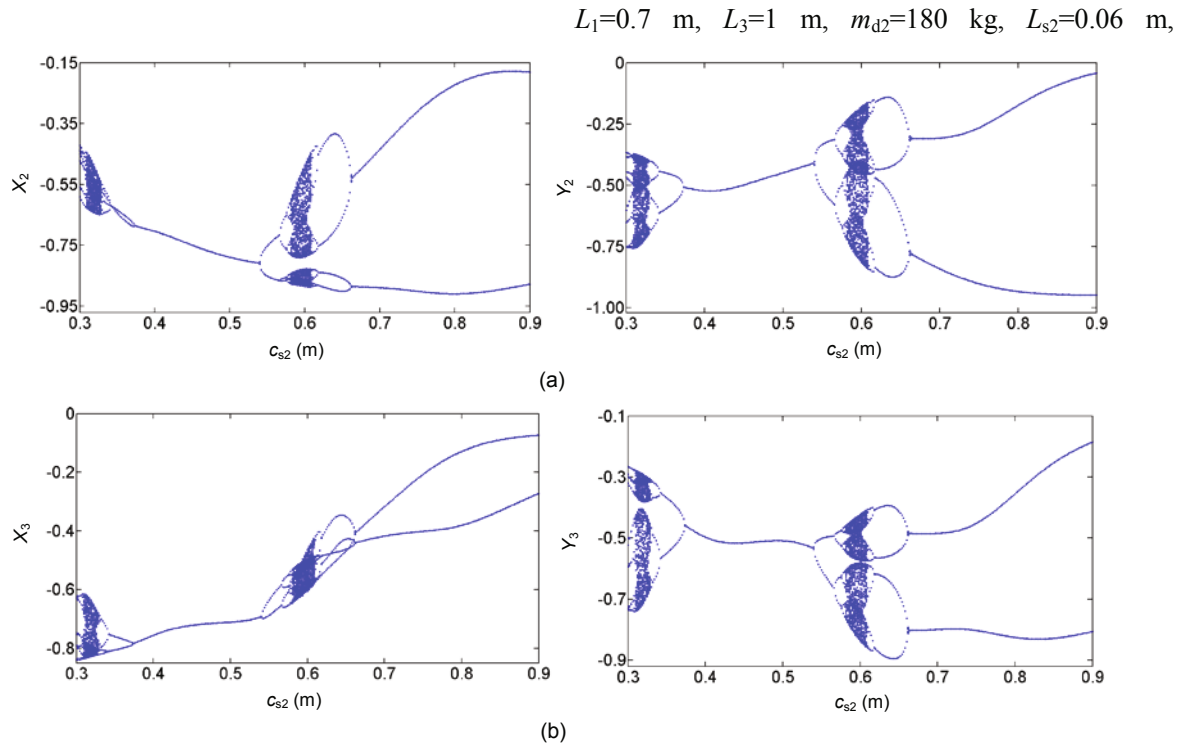 L1=0.7 m, L3=1 m, md2=180 kg, Ls2=0.06 m,
-0.15
-0.35
-0.55
-0.75
-0.95
X2
0.3 0.4 0.5 0.6 0.7 0.8 0.9
cs2 (m)
0
-0.25
-0.50
-0.75
-1.00
Y2
0.3 0.4 0.5 0.6 0.7 0.8 0.9
cs2 (m)
(a)
0
-0.2
-0.4
-0.6
-0.8
X3
0.3 0.4 0.5 0.6 0.7 0.8 0.9
cs2 (m)
-0.1
-0.3
-0.5
-0.7
-0.9
Y3
0.3 0.4 0.5 0.6 0.7 0.8 0.9
cs2 (m)
(b)